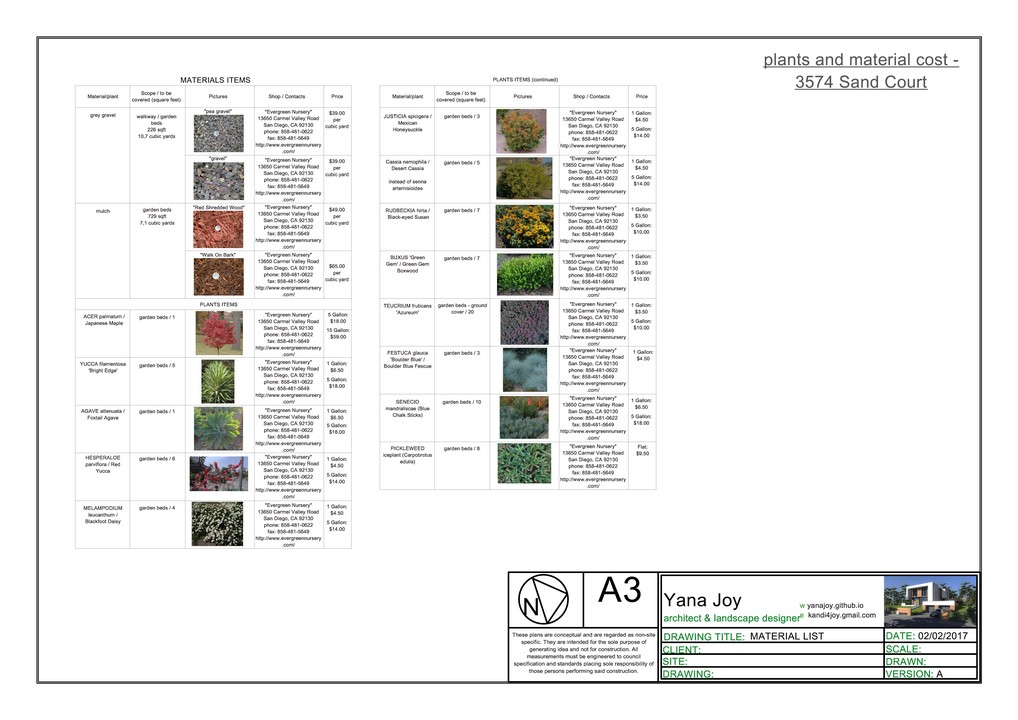 plants and material cost -
3574 Sand Court
MATERIALS ITEMS
Material/plant
Scope / to be
covered (square feet)
Pictures
Shop / Contacts
Price
grey gravel
walkway / garden
beds
226 sqft
10,7 cubic yards
"pea gravel"
"Evergreen Nursery"
13650 Carmel Valley Road
San Diego, CA 92130
phone: 858-481-0622
fax: 858-481-5649
http://www.evergreennursery
.com/
$39.00
per
cubic yard
"gravel"
"Evergreen Nursery"
13650 Carmel Valley Road
San Diego, CA 92130
phone: 858-481-0622
fax: 858-481-5649
http://www.evergreennursery
.com/
$39.00
per
cubic yard
mulch
garden beds
729 sqft
7,1 cubic yards
"Red Shredded Wood"
"Evergreen Nursery"
13650 Carmel Valley Road
San Diego, CA 92130
phone: 858-481-0622
fax: 858-481-5649
http://www.evergreennursery
.com/
$49.00
per
cubic yard
"Walk On Bark"
"Evergreen Nursery"
13650 Carmel Valley Road
San Diego, CA 92130
phone: 858-481-0622
fax: 858-481-5649
http://www.evergreennursery
.com/
$65.00
per
cubic yard
PLANTS ITEMS
ACER palmatum /
Japanese Maple
garden beds / 1
"Evergreen Nursery"
13650 Carmel Valley Road
San Diego, CA 92130
phone: 858-481-0622
fax: 858-481-5649
http://www.evergreennursery
.com/
5 Gallon:
$18.00
15 Gallon:
$59.00
YUCCA filamentosa
'Bright Edge'
garden beds / 5
"Evergreen Nursery"
13650 Carmel Valley Road
San Diego, CA 92130
phone: 858-481-0622
fax: 858-481-5649
http://www.evergreennursery
.com/
1 Gallon:
$6.50
5 Gallon:
$18.00
AGAVE attenuata /
Foxtail Agave
garden beds / 1
"Evergreen Nursery"
13650 Carmel Valley Road
San Diego, CA 92130
phone: 858-481-0622
fax: 858-481-5649
http://www.evergreennursery
.com/
1 Gallon:
$6.50
5 Gallon:
$18.00
HESPERALOE
parviflora / Red
Yucca
garden beds / 6
"Evergreen Nursery"
13650 Carmel Valley Road
San Diego, CA 92130
phone: 858-481-0622
fax: 858-481-5649
http://www.evergreennursery
.com/
1 Gallon:
$4.50
5 Gallon:
$14.00
MELAMPODIUM
leucanthum /
Blackfoot Daisy
garden beds / 4
"Evergreen Nursery"
13650 Carmel Valley Road
San Diego, CA 92130
phone: 858-481-0622
fax: 858-481-5649
http://www.evergreennursery
.com/
1 Gallon:
$4.50
5 Gallon:
$14.00
PLANTS ITEMS (continued)
Material/plant
Scope / to be
covered (square feet)
Pictures
Shop / Contacts
Price
JUSTICIA spicigera /
Mexican
Honeysuckle
garden beds / 3
"Evergreen Nursery"
13650 Carmel Valley Road
San Diego, CA 92130
phone: 858-481-0622
fax: 858-481-5649
http://www.evergreennursery
.com/
1 Gallon:
$4.50
5 Gallon:
$14.00
Cassia nemophila /
Desert Cassia
instead of senna
artemisioides
garden beds / 5
"Evergreen Nursery"
13650 Carmel Valley Road
San Diego, CA 92130
phone: 858-481-0622
fax: 858-481-5649
http://www.evergreennursery
.com/
1 Gallon:
$4.50
5 Gallon:
$14.00
RUDBECKIA hirta /
Black-eyed Susan
garden beds / 7
"Evergreen Nursery"
13650 Carmel Valley Road
San Diego, CA 92130
phone: 858-481-0622
fax: 858-481-5649
http://www.evergreennursery
.com/
1 Gallon:
$3.50
5 Gallon:
$10.00
BUXUS 'Green
Gem' / Green Gem
Boxwood
garden beds / 7
"Evergreen Nursery"
13650 Carmel Valley Road
San Diego, CA 92130
phone: 858-481-0622
fax: 858-481-5649
http://www.evergreennursery
.com/
1 Gallon:
$3.50
5 Gallon:
$10.00
TEUCRIUM fruticans
'Azureum'
garden beds - ground
cover / 20
"Evergreen Nursery"
13650 Carmel Valley Road
San Diego, CA 92130
phone: 858-481-0622
fax: 858-481-5649
http://www.evergreennursery
.com/
1 Gallon:
$3.50
5 Gallon:
$10.00
FESTUCA glauca
'Boulder Blue' /
Boulder Blue Fescue
garden beds / 3
"Evergreen Nursery"
13650 Carmel Valley Road
San Diego, CA 92130
phone: 858-481-0622
fax: 858-481-5649
http://www.evergreennursery
.com/
1 Gallon:
$4.50
SENECIO
mandraliscae (Blue
Chalk Sticks)
garden beds / 10
"Evergreen Nursery"
13650 Carmel Valley Road
San Diego, CA 92130
phone: 858-481-0622
fax: 858-481-5649
http://www.evergreennursery
.com/
1 Gallon:
$6.50
5 Gallon:
$18.00
PICKLEWEED
iceplant (Carpobrotus
edulis)
garden beds / 8
"Evergreen Nursery"
13650 Carmel Valley Road
San Diego, CA 92130
phone: 858-481-0622
fax: 858-481-5649
http://www.evergreennursery
.com/
Flat:
$9.50
N
A3
These plans are conceptual and are regarded as non-site
specific. They are intended for the sole purpose of
generating idea and not for construction. All
measurements must be engineered to council
specification and standards placing sole responsibility of
those persons performing said construction.
Yana Joy
architect & landscape designer
w yanajoy.github.io
e kandi4joy.gmail.com
DRAWING TITLE: MATERIAL LIST
DATE: 02/02/2017
CLIENT:
SCALE:
SITE:
DRAWN:
DRAWING:
VERSION: A